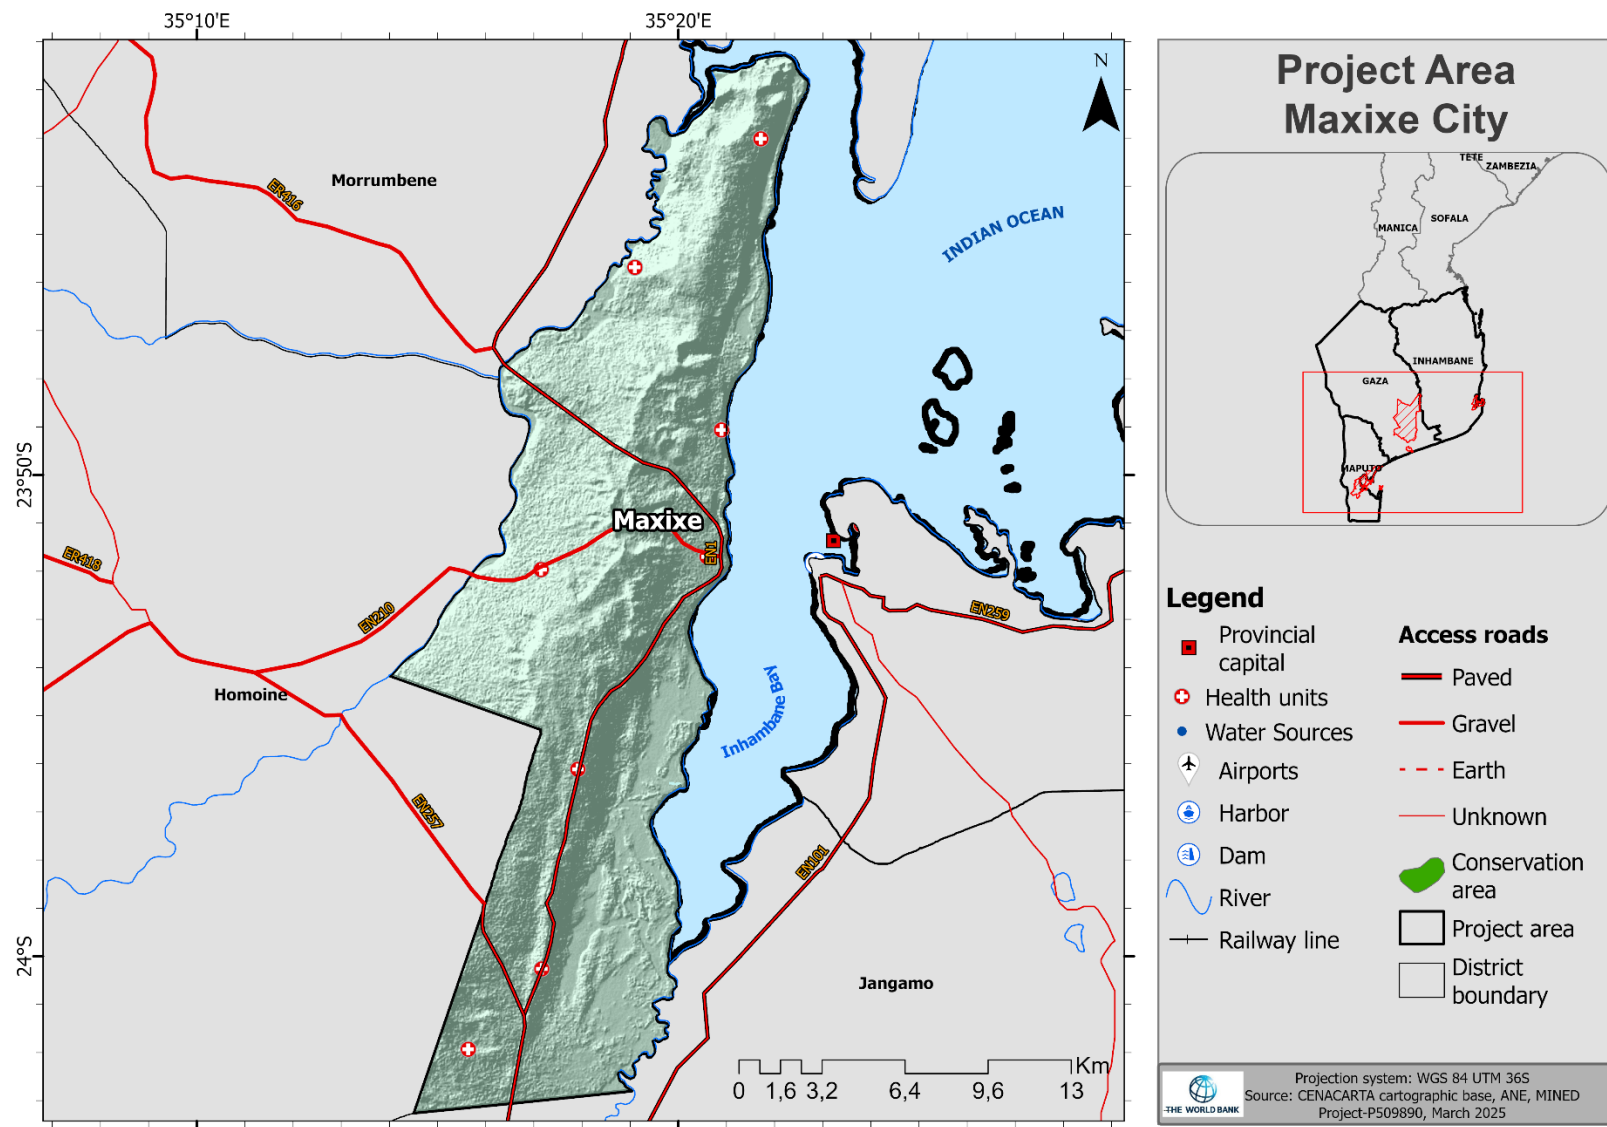 35°10'E
35°20'E
N
Morrumbene
ER416
INDIAN OCEAN
23°50'S
Maxixe
EN1
ER418
EN210
EN259
Homoine
Inhambane Bay
EN257
EN101
24°S
Jangamo
Km
0 1,6 3,2 6,4 9,6 13
Project Area
Maxixe City
TETE
ZAMBEZIA
SOFALA
MANICA
INHAMBANE
GAZA
MAPUTO
Legend
Provincial
capital
Health units
Water Sources
Airports
Harbor
Dam
River
Railway line
Access roads
Paved
Gravel
Earth
Unknown
Conservation
area
Project area
District
boundary
THE WORLD BANK
Projection system: WGS 84 UTM 36S
Source: CENACARTA cartographic base, ANE, MINED
Project-P509890, March 2025